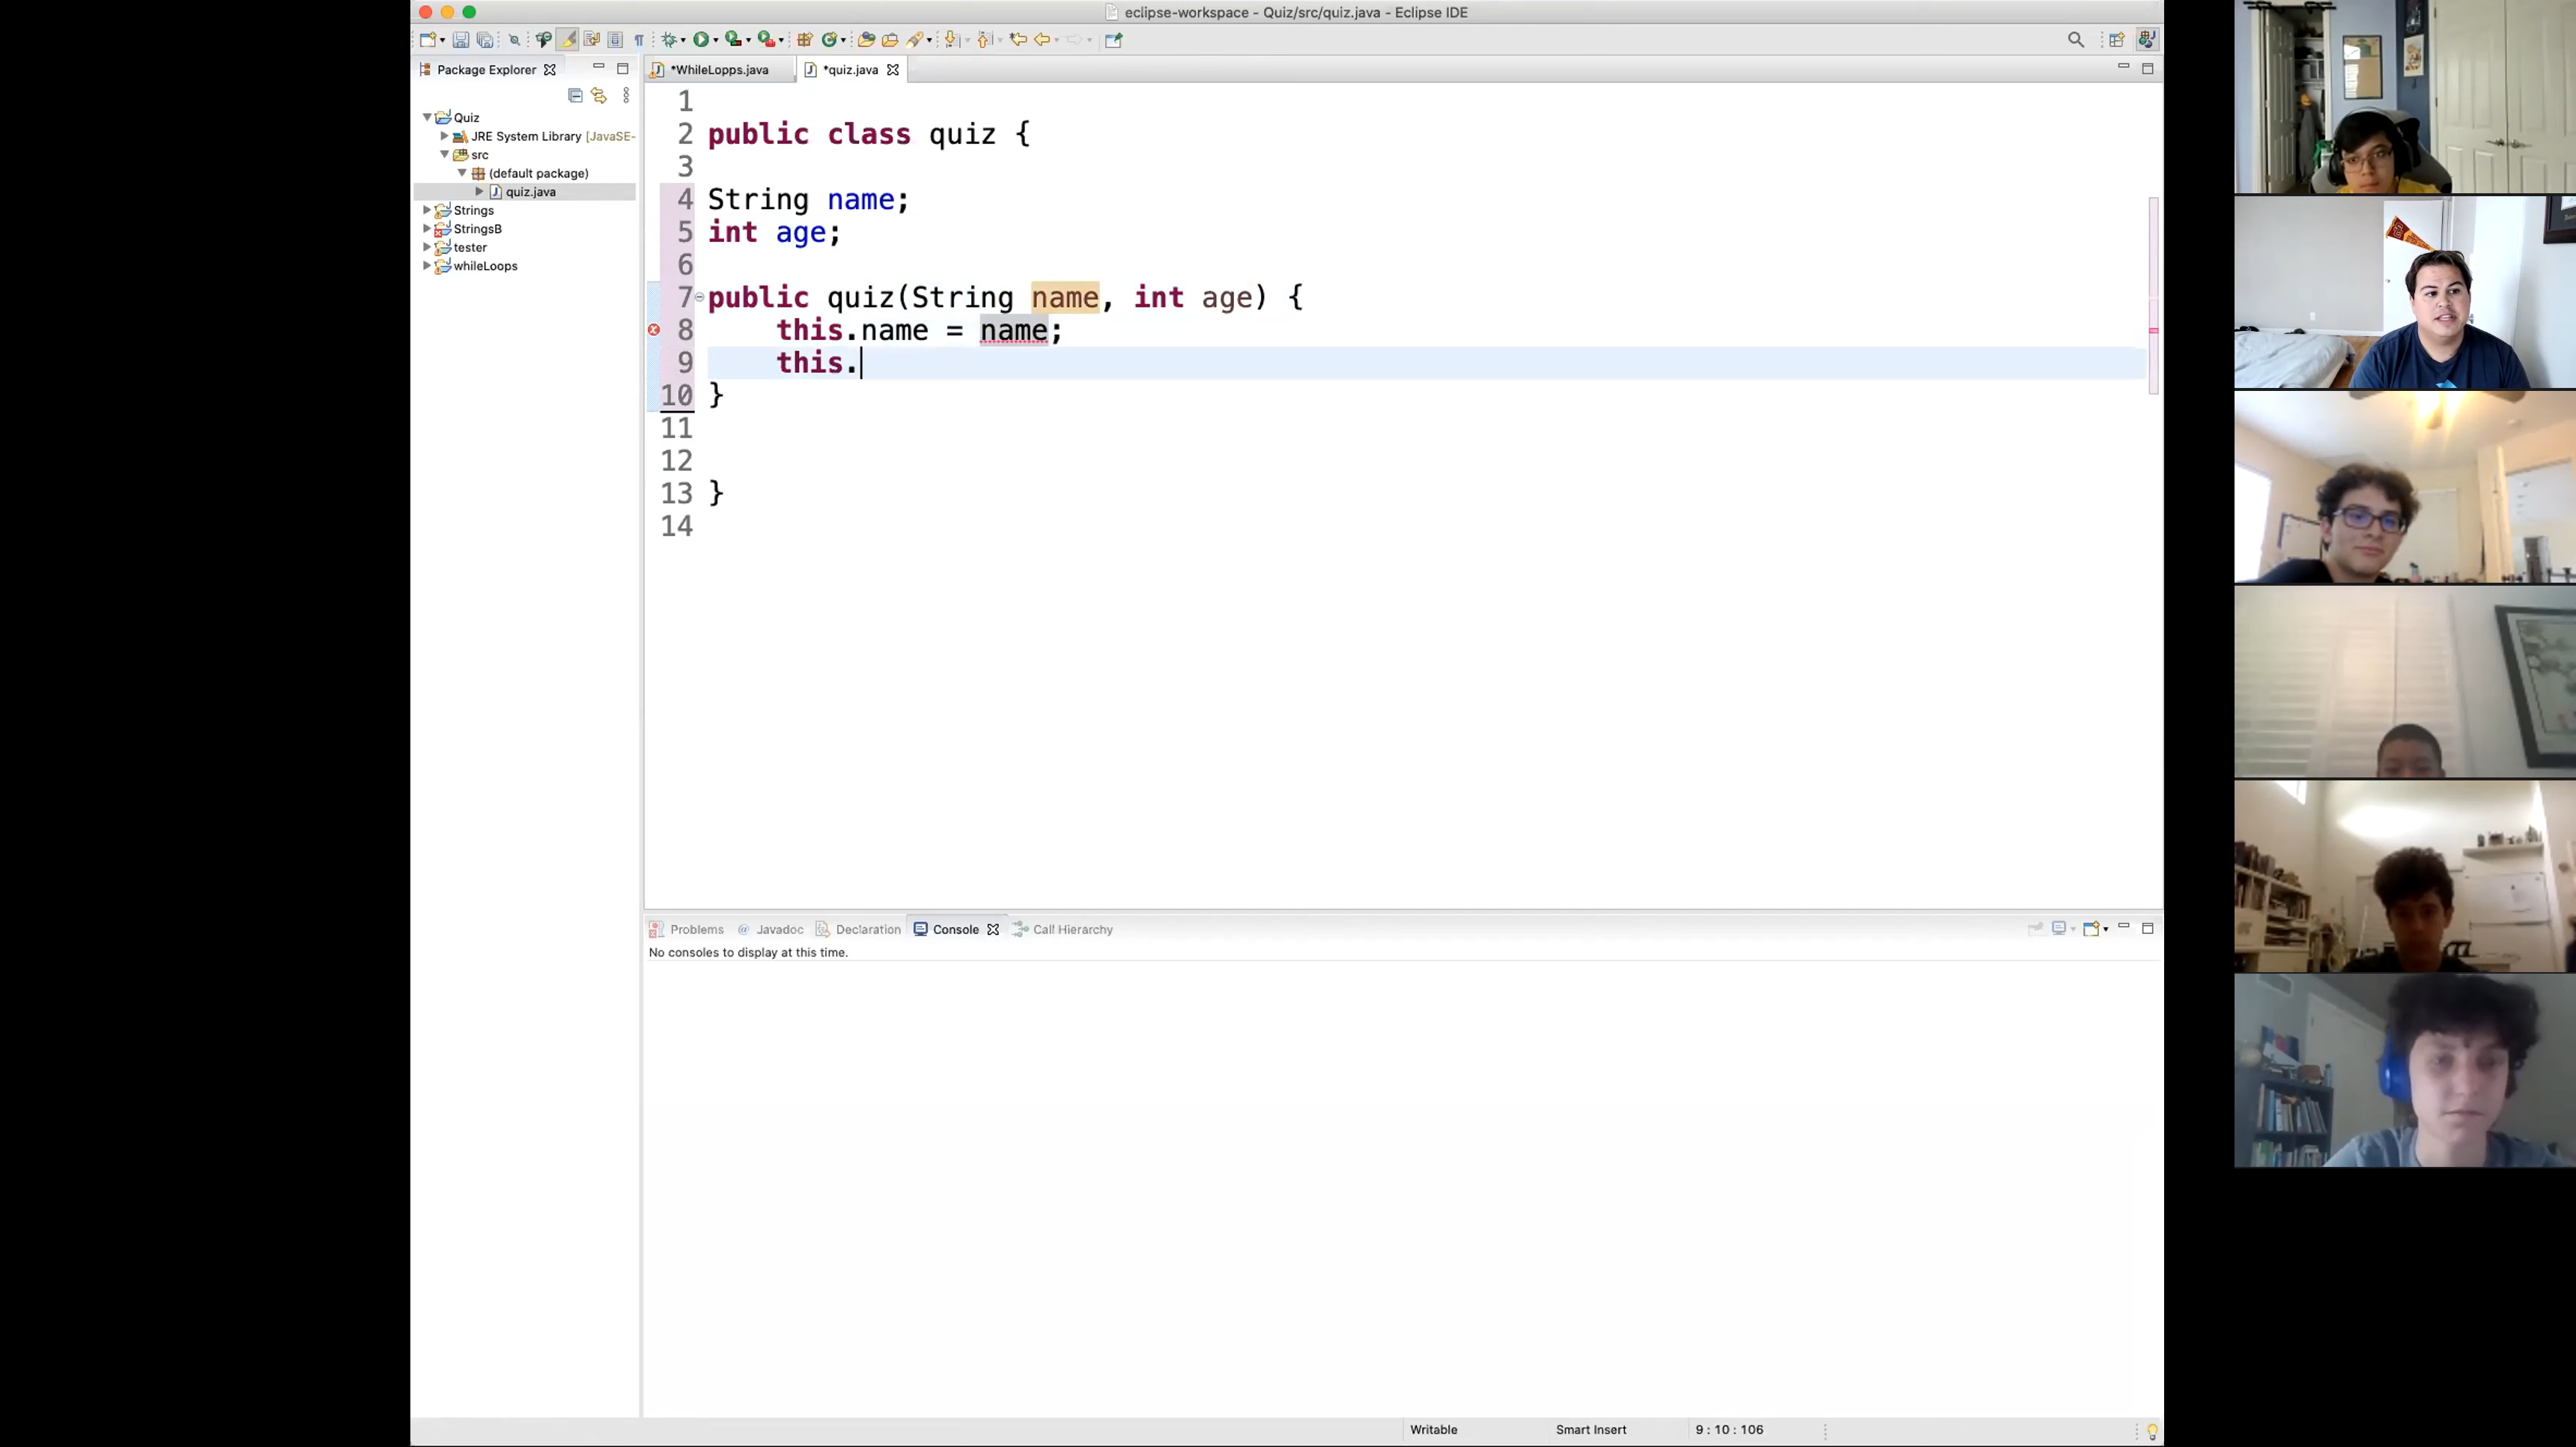 eclipse-workspace - Quiz/src/quiz.java - Eclipse IDE
Package Explorer
*WhileLopps.java
*quiz.java
Quiz
JRE System Library [JavaSE-
src
(default package)
quiz.java
Strings
StringsB
tester
whileLoops
1
2 public class quiz {
3
4 String name;
5 int age;
6
7 public quiz(String name, int age) {
8 this.name = name;
9 this.
10 }
11
12
13 }
14
Problems @ Javadoc Declaration Console Call Hierarchy
No consoles to display at this time.
Writable Smart Insert 9 : 10 : 106